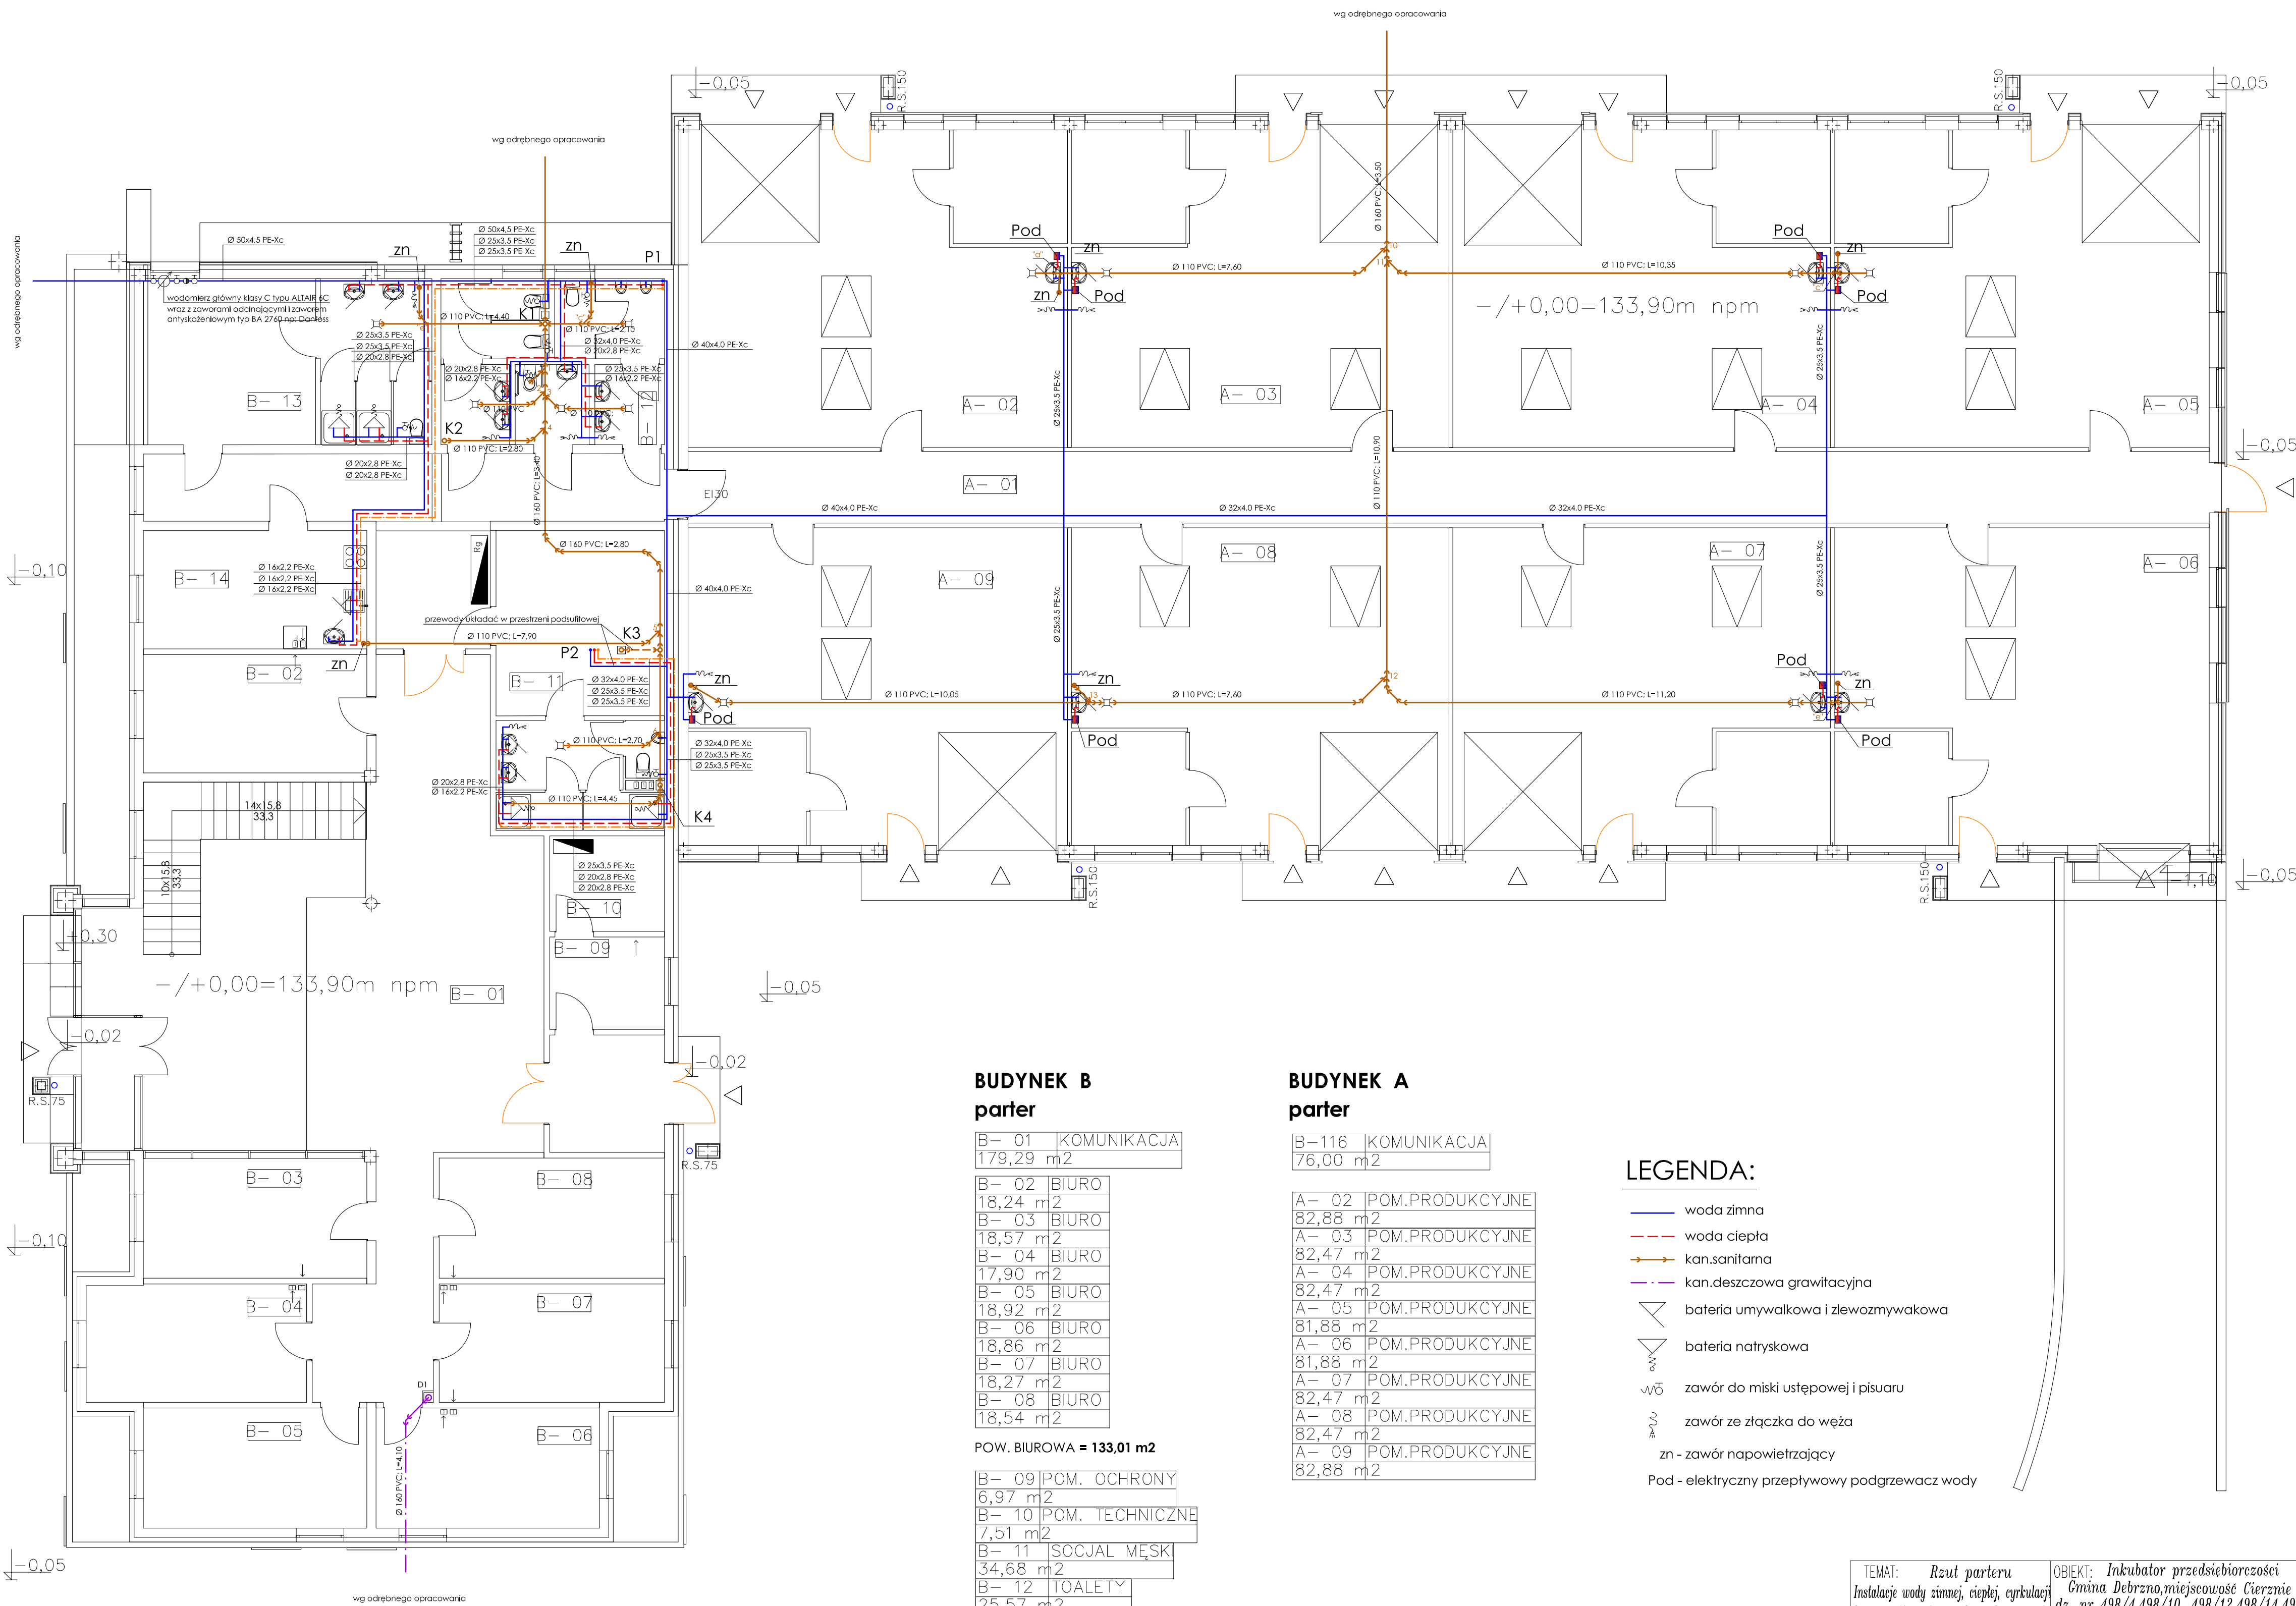 wg odrębnego opracowania
wg odrębnego opracowania
wg odrębnego opracowania
-0,05
R.S.150
R.S.150
-0,05
Ø 50x4,5 PE-Xc
zn
Ø 50x4,5 PE-Xc
Ø 25x3,5 PE-Xc
Ø 25x3,5 PE-Xc
zn
P1
wodomierz główny klasy C typu ALTAIR 6C
wraz z zaworami odcinającymi i zaworem
antyskażeniowym typ BA 2760 np: Danfoss
Ø 160 PVC; L=3,50
Pod
zn
zn
Pod
Pod
zn
Pod
10
11
Ø 110 PVC; L=7,60
Ø 110 PVC; L=10,35
-/+0,00=133,90m npm
K1
Ø 110 PVC; L=4,40
Ø 110 PVC; L=2,10
Ø 25x3,5 PE-Xc
Ø 25x3,5 PE-Xc
Ø 20x2,8 PE-Xc
Ø 32x4,0 PE-Xc
Ø 20x2,8 PE-Xc
Ø 40x4,0 PE-Xc
Ø 20x2,8 PE-Xc
Ø 16x2,2 PE-Xc
Ø 25x3,5 PE-Xc
Ø 16x2,2 PE-Xc
Ø 25x3,5 PE-Xc
Ø 25x3,5 PE-Xc
B- 13
B- 12
A- 02
A- 03
A- 04
A- 05
Ø 110 PVC
K2
4
Ø 110 PVC; L=2,80
Ø 20x2,8 PE-Xc
Ø 20x2,8 PE-Xc
Ø 160 PVC; L=3,40
EI30
A- 01
Ø 110 PVC; L=10,90
-0,05
Ø 40x4,0 PE-Xc
Ø 32x4,0 PE-Xc
Ø 32x4,0 PE-Xc
Rg
Ø 160 PVC; L=2,80
-0,10
B- 14
Ø 16x2,2 PE-Xc
Ø 16x2,2 PE-Xc
Ø 16x2,2 PE-Xc
Ø 40x4,0 PE-Xc
A- 09
A- 08
A- 07
A- 06
Ø 25x3,5 PE-Xc
Ø 25x3,5 PE-Xc
przewody układać w przestrzeni podsufitowej
Ø 110 PVC; L=7,90
K3
5
P2
zn
B- 02
B- 11
Ø 32x4,0 PE-Xc
Ø 25x3,5 PE-Xc
Ø 25x3,5 PE-Xc
zn
Pod
zn
13
Pod
12
Pod
zn
Pod
Ø 110 PVC; L=10,05
Ø 110 PVC; L=7,60
Ø 110 PVC; L=11,20
Ø 110 PVC; L=2,70
Ø 32x4,0 PE-Xc
Ø 25x3,5 PE-Xc
Ø 25x3,5 PE-Xc
Ø 20x2,8 PE-Xc
Ø 16x2,2 PE-Xc
Ø 110 PVC; L=4,45
K4
14x15,8
33,3
10x15,8
33,3
Ø 25x3,5 PE-Xc
Ø 20x2,8 PE-Xc
Ø 20x2,8 PE-Xc
R.S.150
R.S.150
-1,10
-0,05
B- 10
B- 09
+0,30
-/+0,00=133,90m npm
B- 01
-0,05
-0,02
-0,02
R.S.75
R.S.75
B- 03
B- 08
-0,10
B- 04
B- 07
D1
B- 05
B- 06
Ø 160 PVC; L=4,10
-0,05
wg odrębnego opracowania
BUDYNEK B
parter
B- 01 KOMUNIKACJA
179,29 m2
B- 02 BIURO
18,24 m2
B- 03 BIURO
18,57 m2
B- 04 BIURO
17,90 m2
B- 05 BIURO
18,92 m2
B- 06 BIURO
18,86 m2
B- 07 BIURO
18,27 m2
B- 08 BIURO
18,54 m2
POW. BIUROWA = 133,01 m2
B- 09 POM. OCHRONY
6,97 m2
B- 10 POM. TECHNICZNE
7,51 m2
B- 11 SOCJAL MĘSKI
34,68 m2
B- 12 TOALETY
25,57 m2
BUDYNEK A
parter
B-116 KOMUNIKACJA
76,00 m2
A- 02 POM.PRODUKCYJNE
82,88 m2
A- 03 POM.PRODUKCYJNE
82,47 m2
A- 04 POM.PRODUKCYJNE
82,47 m2
A- 05 POM.PRODUKCYJNE
81,88 m2
A- 06 POM.PRODUKCYJNE
81,88 m2
A- 07 POM.PRODUKCYJNE
82,47 m2
A- 08 POM.PRODUKCYJNE
82,47 m2
A- 09 POM.PRODUKCYJNE
82,88 m2
LEGENDA:
woda zimna
woda ciepła
kan.sanitarna
kan.deszczowa grawitacyjna
bateria umywalkowa i zlewozmywakowa
bateria natryskowa
zawór do miski ustępowej i pisuaru
zawór ze złączka do węża
zn - zawór napowietrzający
Pod - elektryczny przepływowy podgrzewacz wody
TEMAT: Rzut parteru
Instalacje wody zimnej, ciepłej, cyrkulacji
OBIEKT: Inkubator przedsiębiorczości
Gmina Debrzno,miejscowość Cierznie